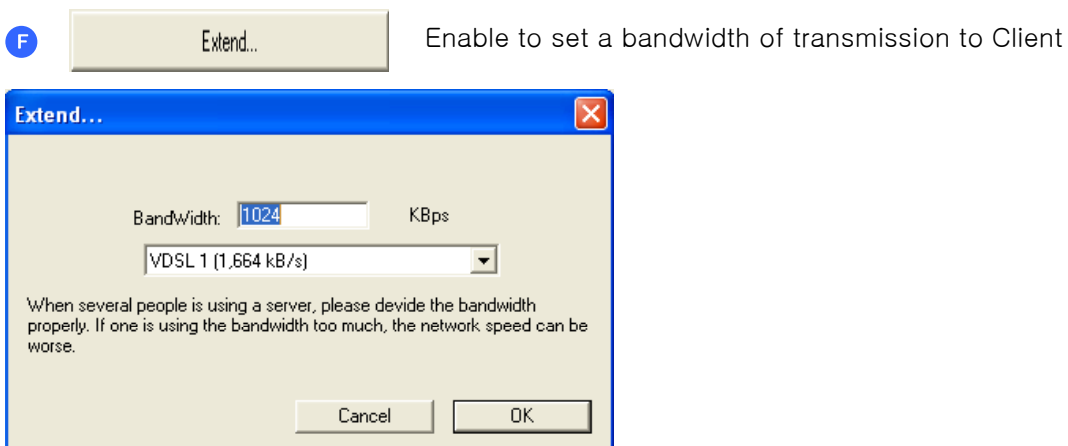 F
Extend...
Enable to set a bandwidth of transmission to Client
Extend...
BandWidth: 1024 KBps
VDSL 1 (1,664 kB/s)
When several people is using a server, please devide the bandwidth
properly. If one is using the bandwidth too much, the network speed can be
worse.
Cancel OK